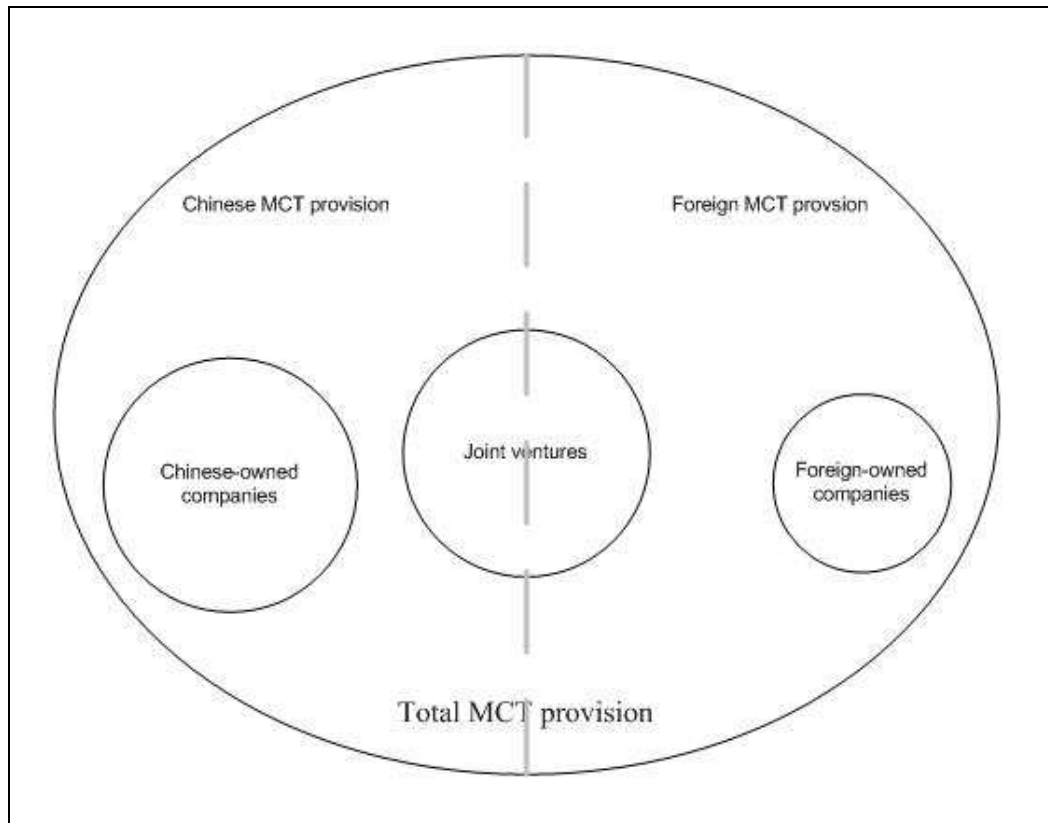 Chinese MCT provision
Foreign MCT provsion
Joint ventures
Chinese-owned
companies
Foreign-owned
companies
Total MCT provision